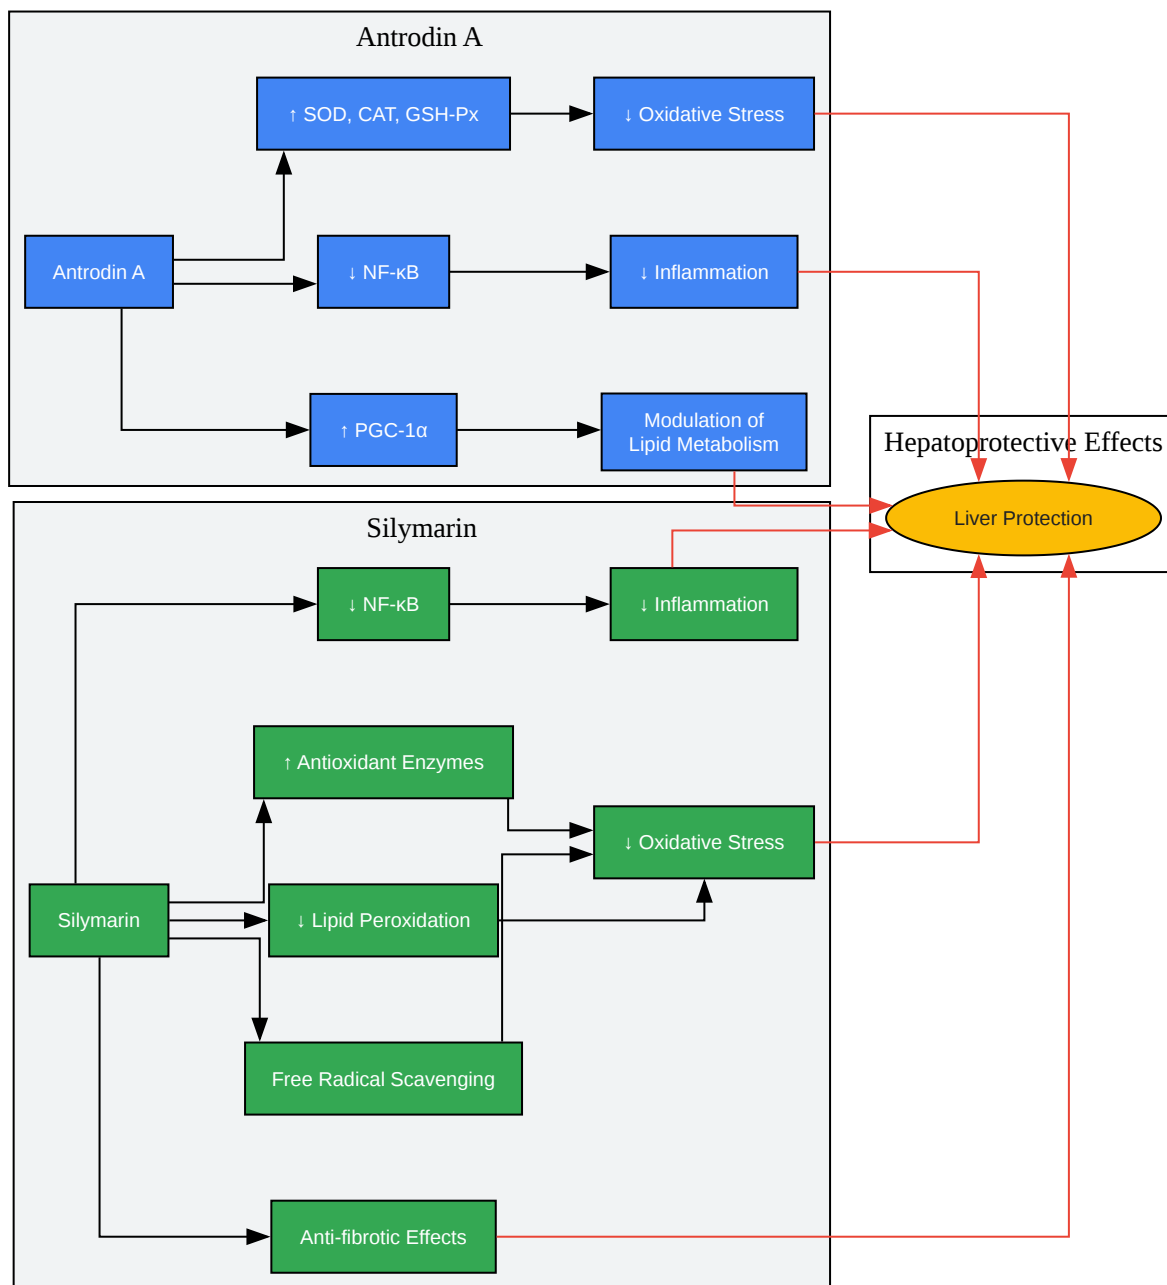 Antrodin A
↑ SOD, CAT, GSH-Px
↓ Oxidative Stress
Antrodin A
↓ NF-κB
↓ Inflammation
↑ PGC-1α
Modulation of
Lipid Metabolism
Hepatoprotective Effects
Liver Protection
Silymarin
↓ NF-κB
↓ Inflammation
↑ Antioxidant Enzymes
↓ Oxidative Stress
Silymarin
↓ Lipid Peroxidation
Free Radical Scavenging
Anti-fibrotic Effects